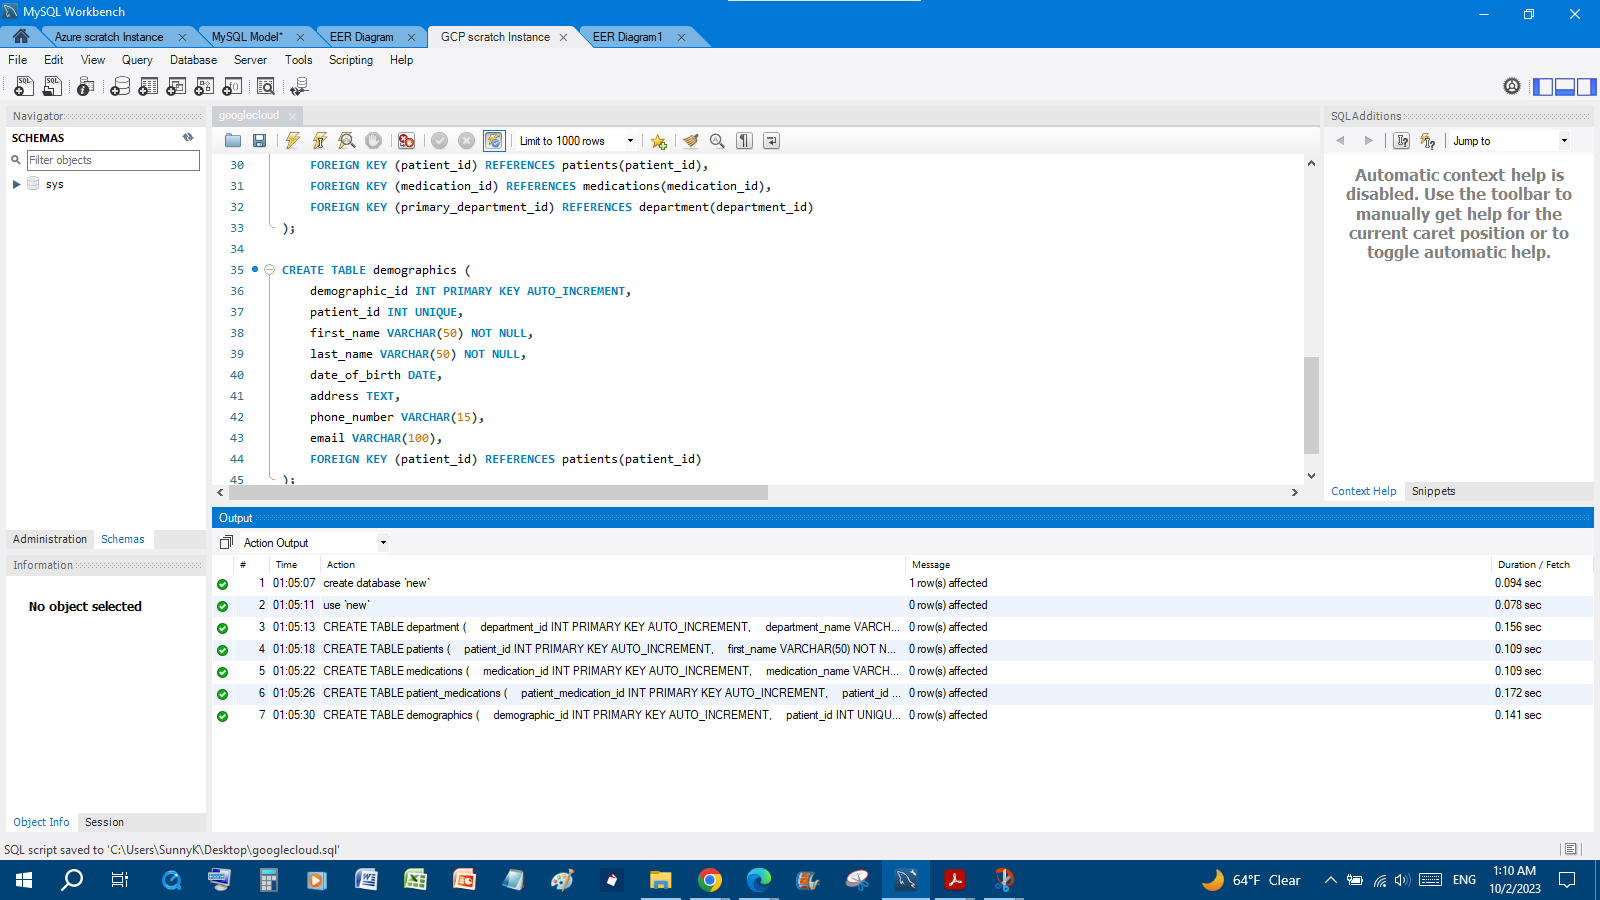 MySQL Workbench
Azure scratch Instance
MySQL Model*
EER Diagram
GCP scratch Instance
EER Diagram1
File Edit View Query Database Server Tools Scripting Help
Navigator
SCHEMAS
Filter objects
sys
Administration Schemas
Information
No object selected
Object Info Session
googlecloud
Limit to 1000 rows
30 FOREIGN KEY (patient_id) REFERENCES patients(patient_id),
31 FOREIGN KEY (medication_id) REFERENCES medications(medication_id),
32 FOREIGN KEY (primary_department_id) REFERENCES department(department_id)
33 );
34
35 CREATE TABLE demographics (
36 demographic_id INT PRIMARY KEY AUTO_INCREMENT,
37 patient_id INT UNIQUE,
38 first_name VARCHAR(50) NOT NULL,
39 last_name VARCHAR(50) NOT NULL,
40 date_of_birth DATE,
41 address TEXT,
42 phone_number VARCHAR(15),
43 email VARCHAR(100),
44 FOREIGN KEY (patient_id) REFERENCES patients(patient_id)
45 );
SQLAdditions
Jump to
Automatic context help is
disabled. Use the toolbar to
manually get help for the
current caret position or to
toggle automatic help.
Context Help Snippets
Output
Action Output
# Time Action Message Duration / Fetch
1 01:05:07 create database `new` 1 row(s) affected 0.094 sec
2 01:05:11 use `new` 0 row(s) affected 0.078 sec
3 01:05:13 CREATE TABLE department ( department_id INT PRIMARY KEY AUTO_INCREMENT, department_name VARCH... 0 row(s) affected 0.156 sec
4 01:05:18 CREATE TABLE patients ( patient_id INT PRIMARY KEY AUTO_INCREMENT, first_name VARCHAR(50) NOT N... 0 row(s) affected 0.109 sec
5 01:05:22 CREATE TABLE medications ( medication_id INT PRIMARY KEY AUTO_INCREMENT, medication_name VARCH... 0 row(s) affected 0.109 sec
6 01:05:26 CREATE TABLE patient_medications ( patient_medication_id INT PRIMARY KEY AUTO_INCREMENT, patient_id ... 0 row(s) affected 0.172 sec
7 01:05:30 CREATE TABLE demographics ( demographic_id INT PRIMARY KEY AUTO_INCREMENT, patient_id INT UNIQU... 0 row(s) affected 0.141 sec
SQL script saved to 'C:\Users\SunnyK\Desktop\googlecloud.sql'
64°F Clear
ENG
1:10 AM
10/2/2023